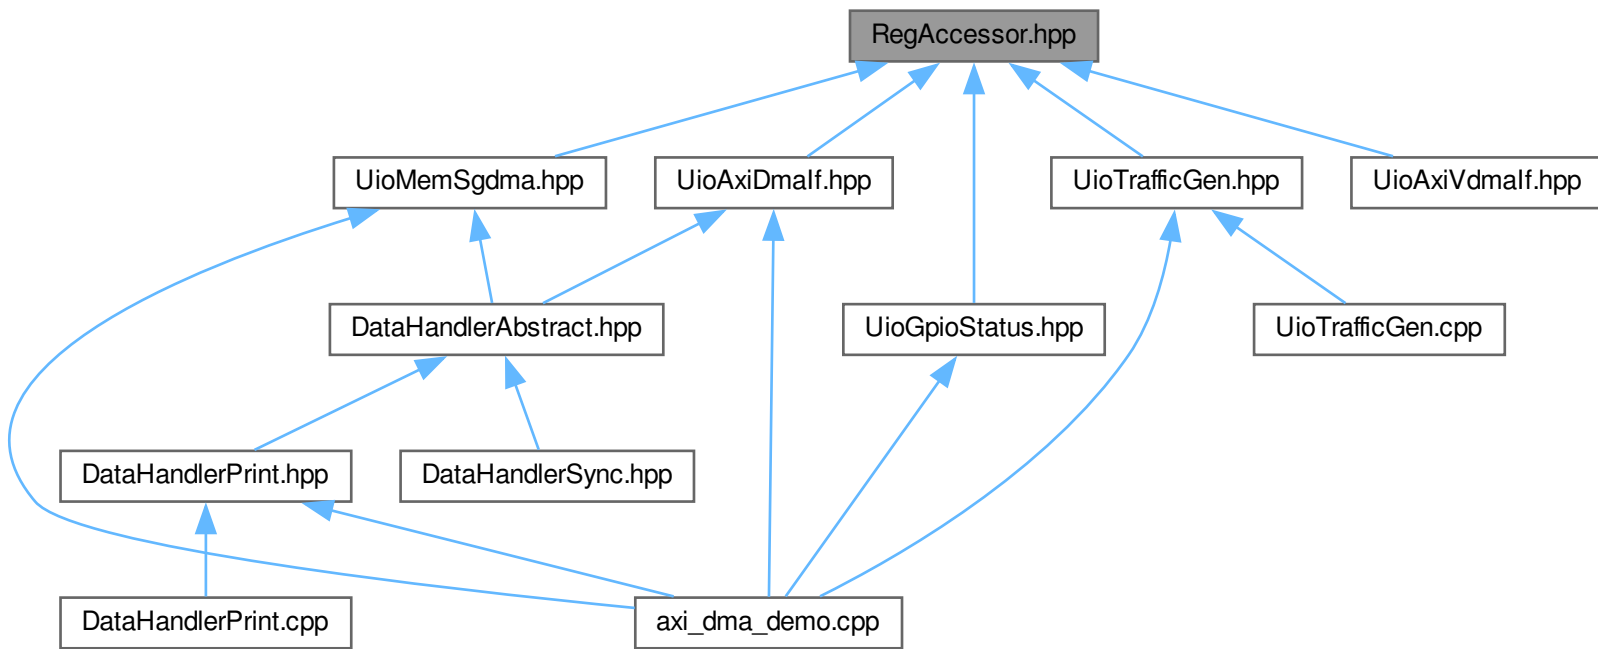 RegAccessor.hpp
UioMemSgdma.hpp
UioAxiDmaIf.hpp
UioTrafficGen.hpp
UioAxiVdmaIf.hpp
DataHandlerAbstract.hpp
UioGpioStatus.hpp
UioTrafficGen.cpp
DataHandlerPrint.hpp
DataHandlerSync.hpp
DataHandlerPrint.cpp
axi_dma_demo.cpp